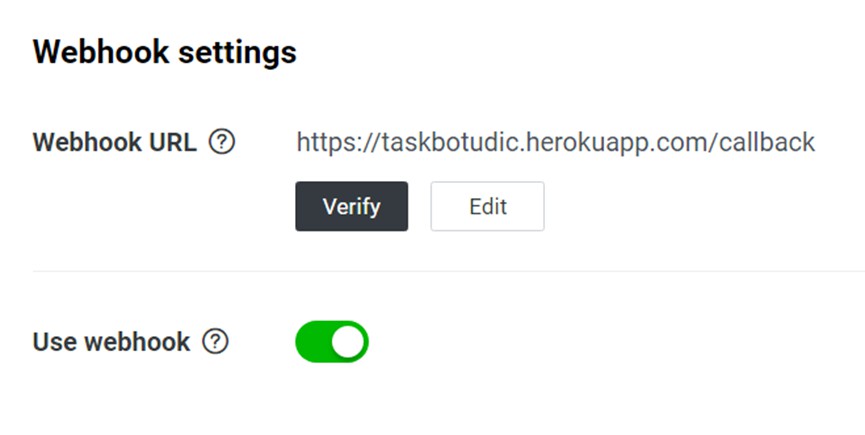 Webhook settings
Webhook URL ?
https://taskbotudic.herokuapp.com/callback
Verify Edit
Use webhook ?